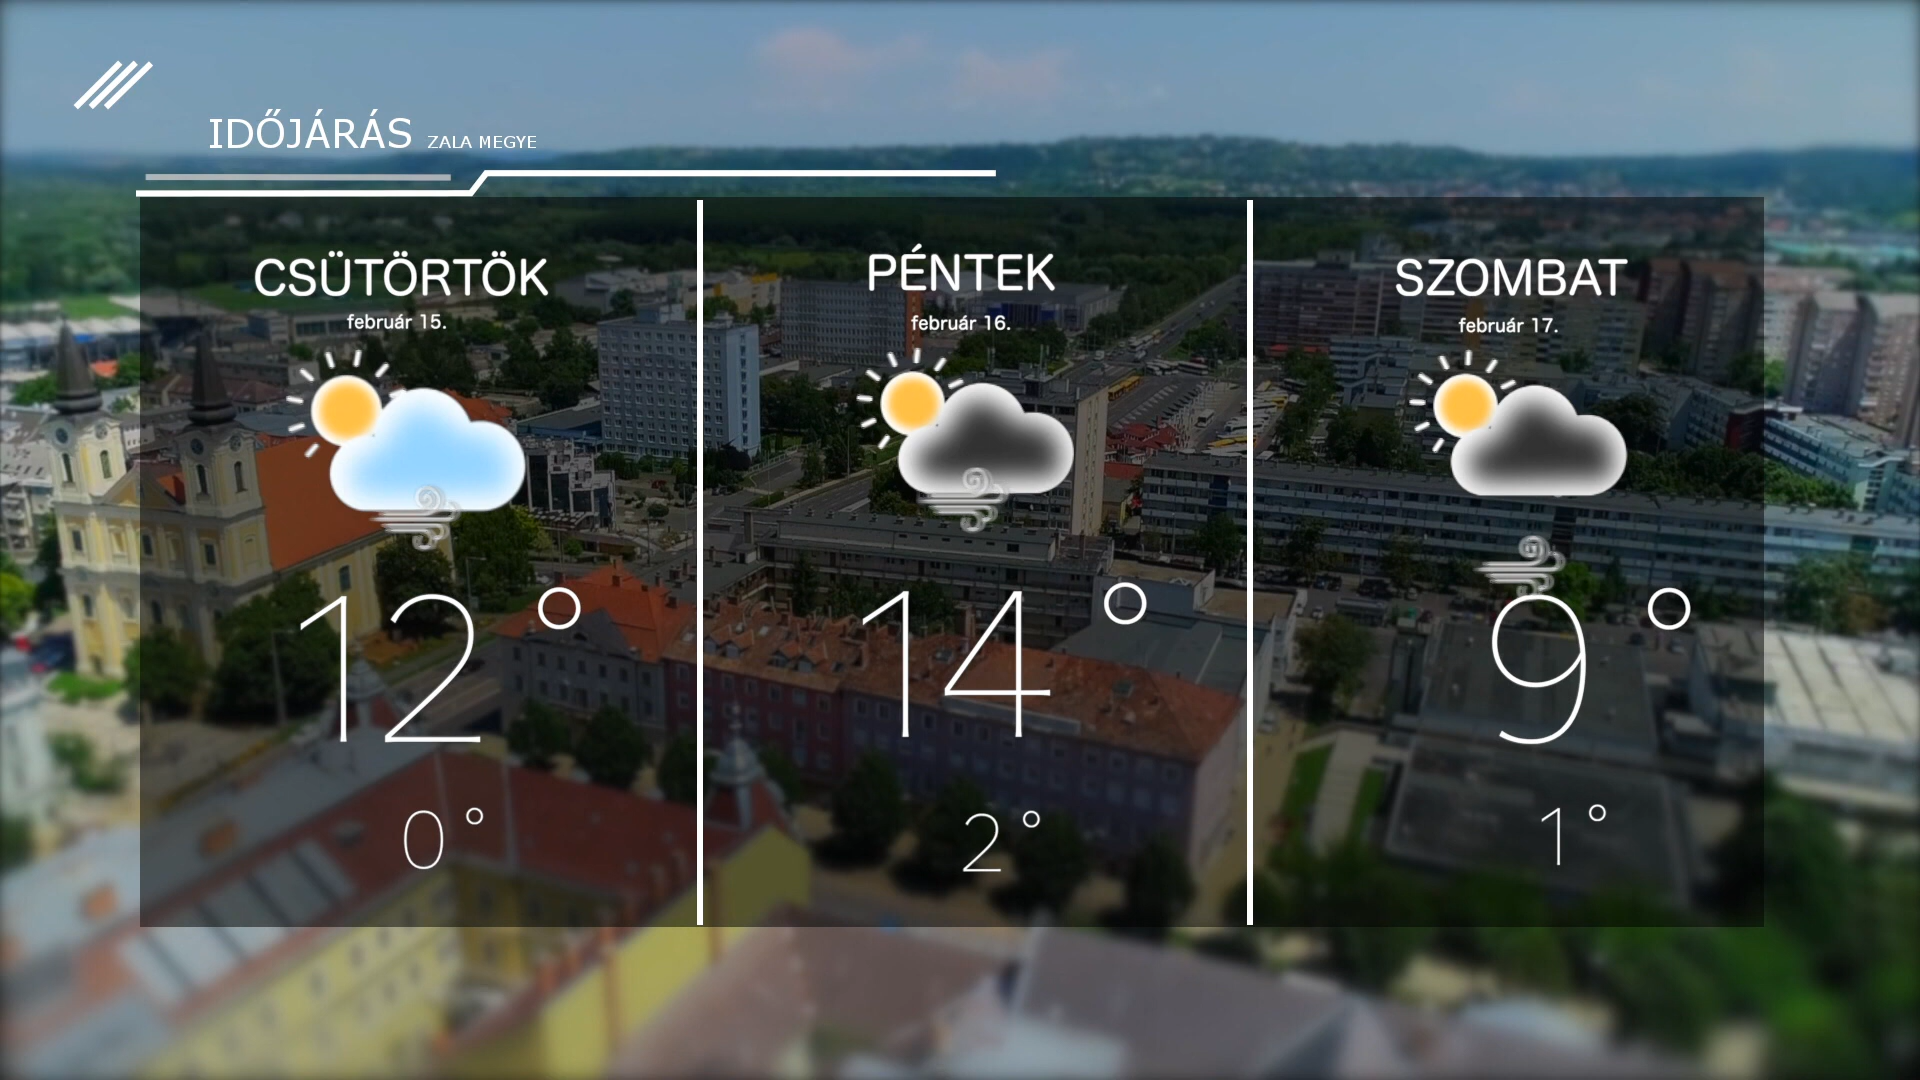 IDŐJÁRÁS ZALA MEGYE
CSÜTÖRTÖK
február 15.
12°
0°
PÉNTEK
február 16.
14°
2°
SZOMBAT
február 17.
9°
1°